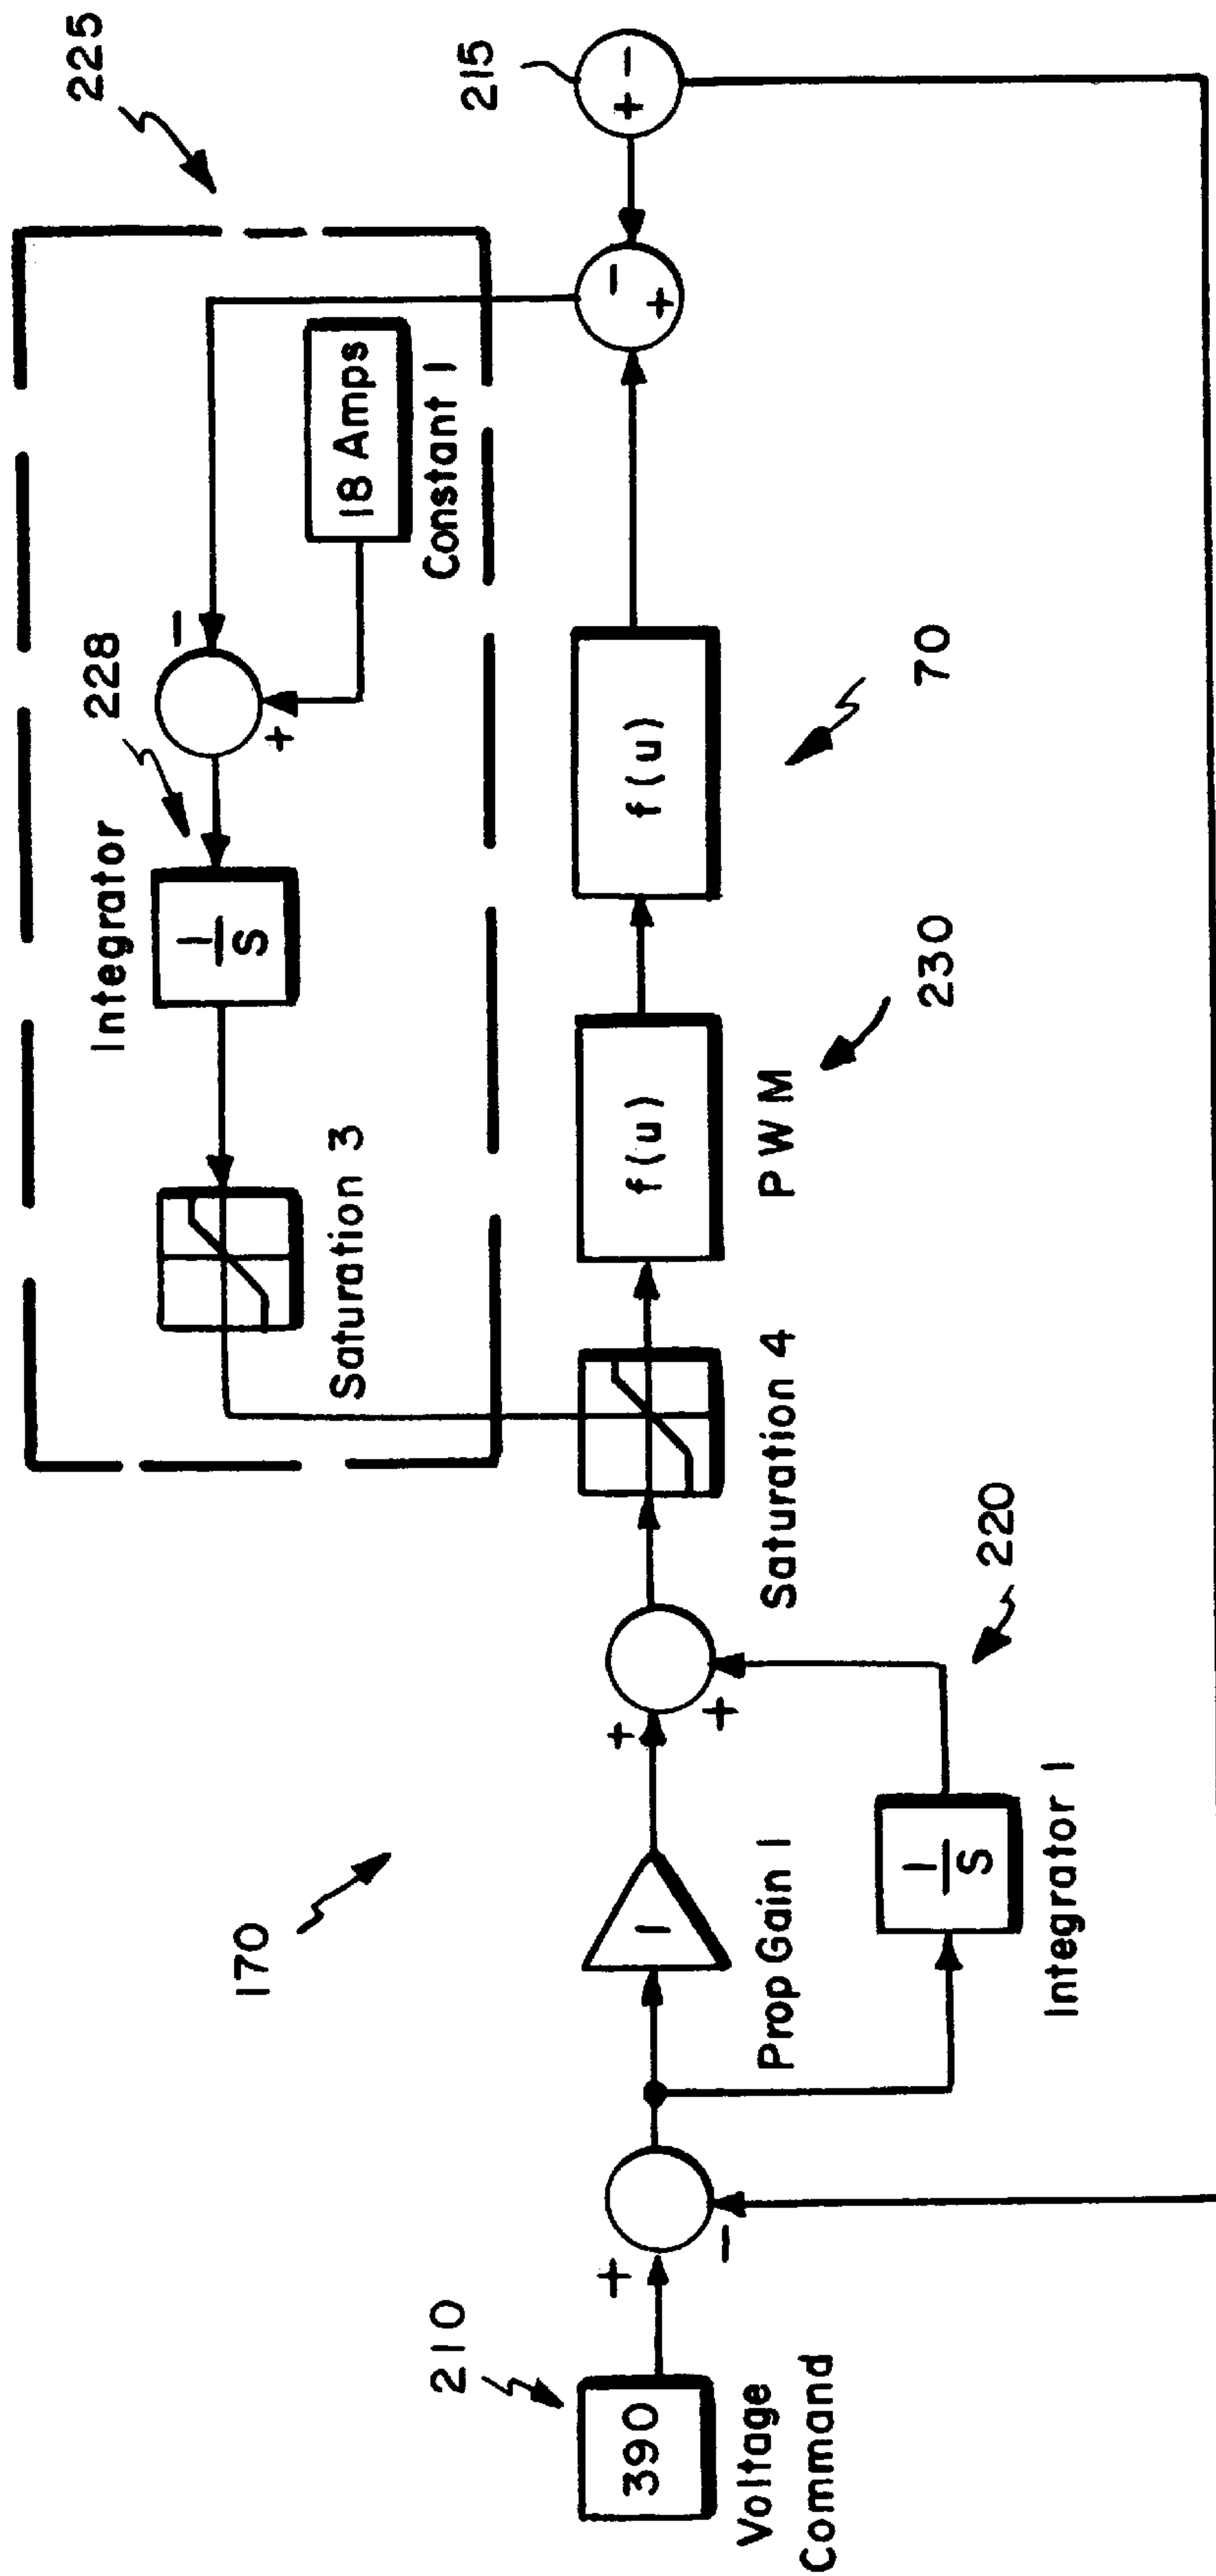 225
215
18 Amps
Constant 1
228
Integrator
1
S
Saturation 3
+ −
−
+
−
+
f(u)
70
f(u)
PWM
230
Saturation 4
170
220
+
+
1
Prop Gain 1
1
S
Integrator 1
210
+
−
390
Voltage
Command